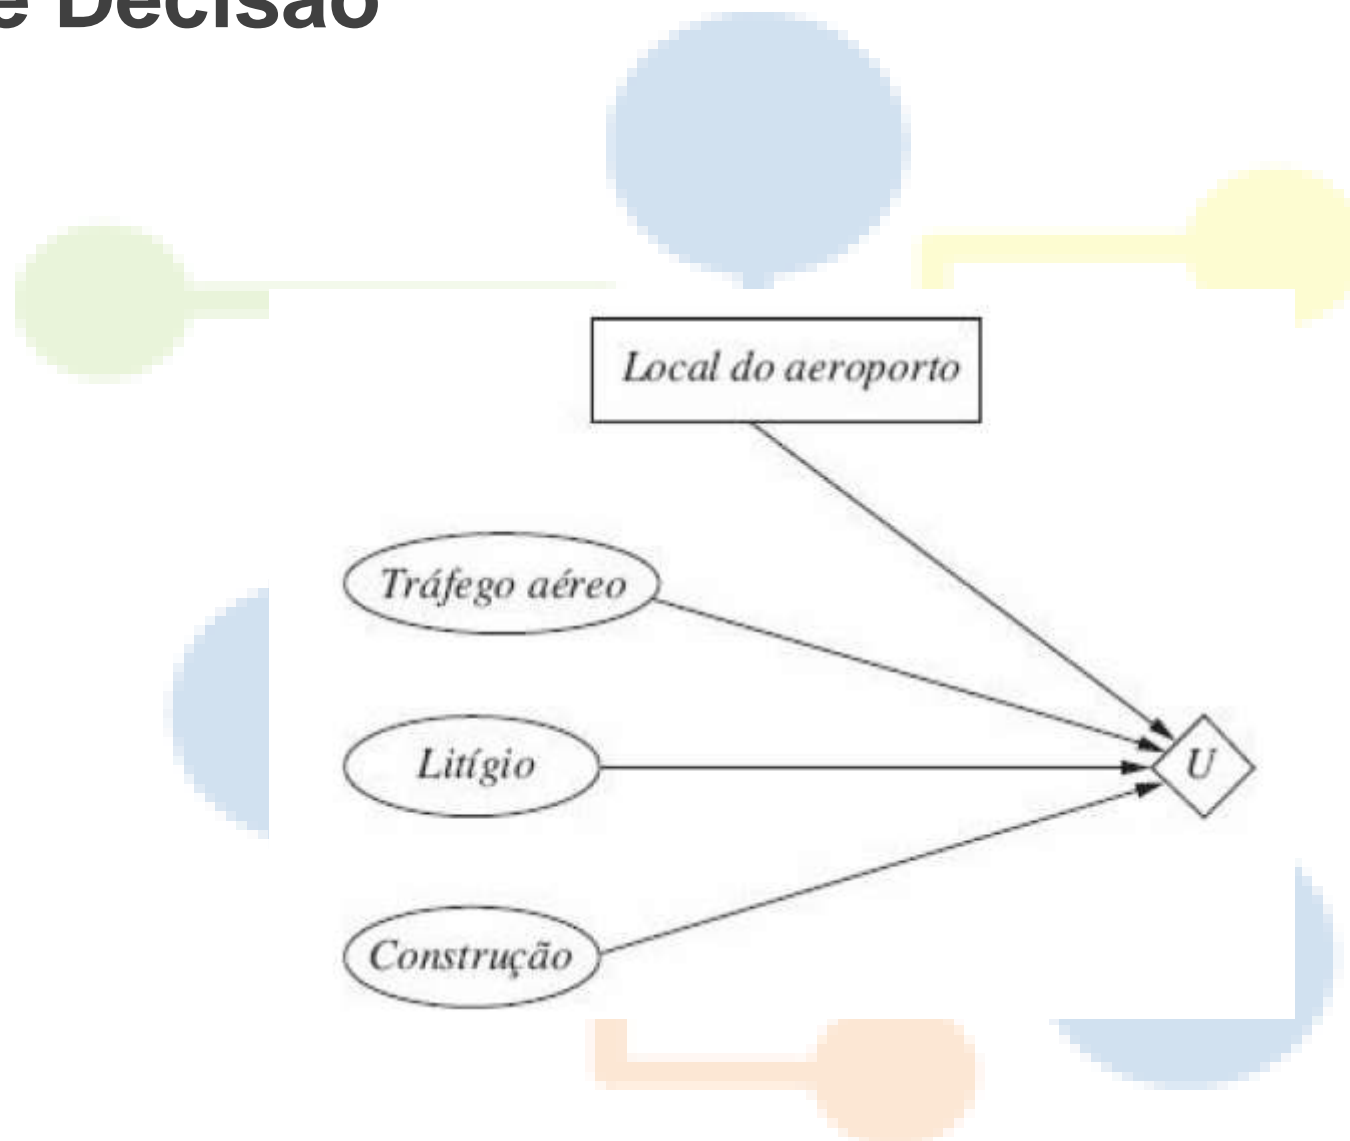 e Decisão
Local do aeroporto
Tráfego aéreo
Litígio
U
Construção